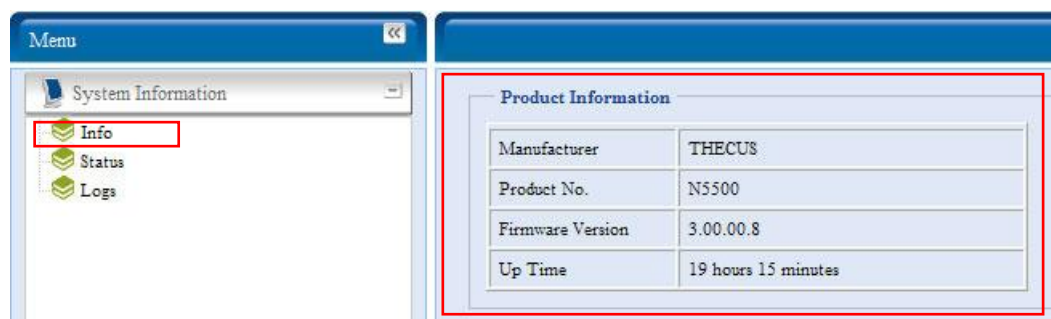 Menu
System Information
Info
Status
Logs
Product Information
Manufacturer THECUS
Product No. N5500
Firmware Version 3.00.00.8
Up Time 19 hours 15 minutes